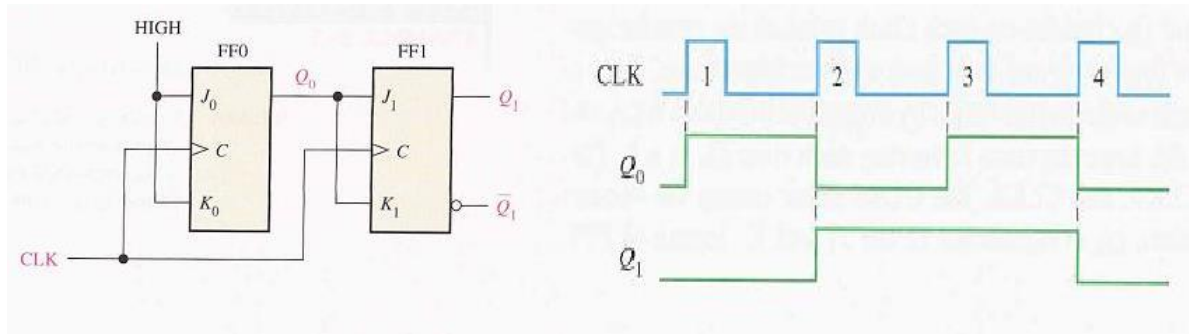 HIGH
FF0
FF1
J₀
Q₀
J₁
Q₁
C
C
K₀
K₁
Q̅₁
CLK
CLK
1
2
3
4
Q₀
Q₁